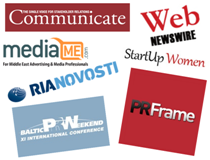 THE SINGLE VOICE FOR STAKEHOLDER RELATIONS
Communicate
Web
NEWSWIRE
mediaME.com
For Middle East Advertising & Media Professionals
StartUp Women
RIANOVOSTI
PRFrame
BALTIC PR WEEKEND
XI INTERNATIONAL CONFERENCE